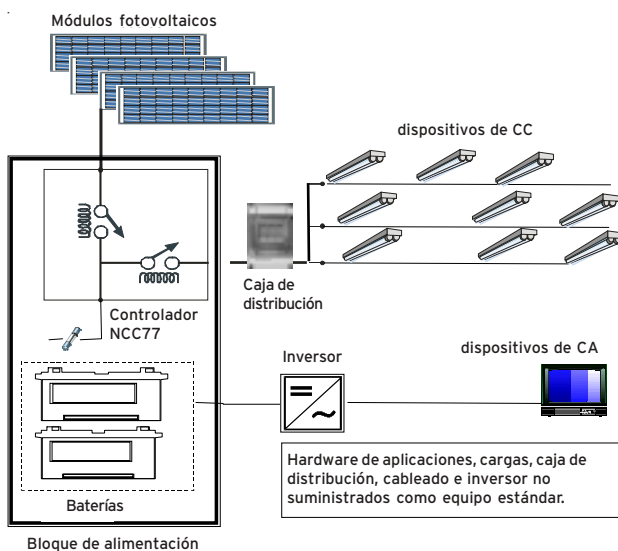 Módulos fotovoltaicos
dispositivos de CC
Caja de
distribución
Controlador
NCC77
Inversor
dispositivos de CA
Hardware de aplicaciones, cargas, caja de
distribución, cableado e inversor no
suministrados como equipo estándar.
Baterías
Bloque de alimentación